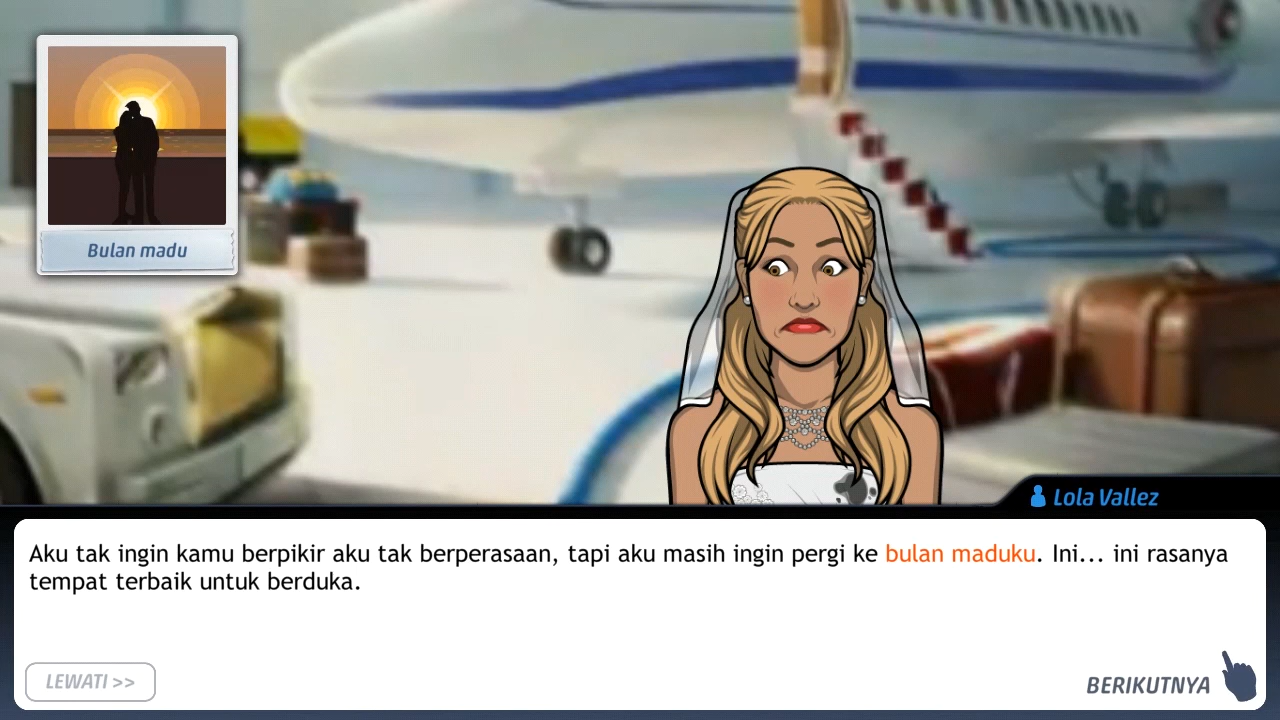 Bulan madu
Lola Vallez
Aku tak ingin kamu berpikir aku tak berperasaan, tapi aku masih ingin pergi ke bulan maduku. Ini... ini rasanya
tempat terbaik untuk berduka.
LEWATI >>
BERIKUTNYA